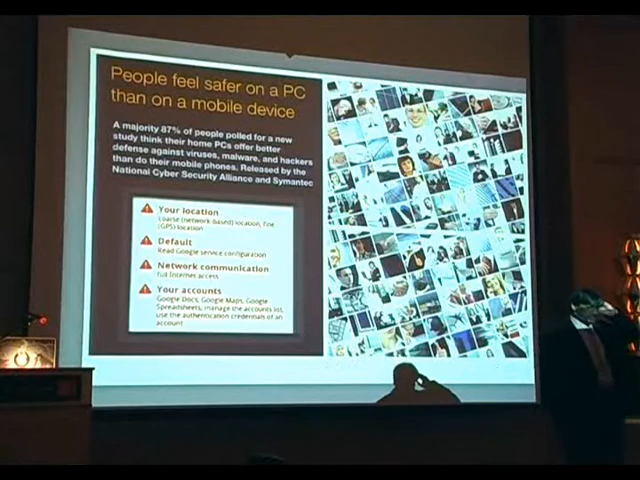 People feel safer on a PC
than on a mobile device
A majority 87% of people polled for a new
study think their home PCs offer better
defense against viruses, malware, and hackers
than do their mobile phones. Released by the
National Cyber Security Alliance and Symantec
Your location
coarse (network-based) location, fine
(GPS) location
Default
Read Google service configuration
Network communication
full Internet access
Your accounts
Google Docs, Google Maps, Google
Spreadsheets, manage the accounts list,
use the authentication credentials of an
account